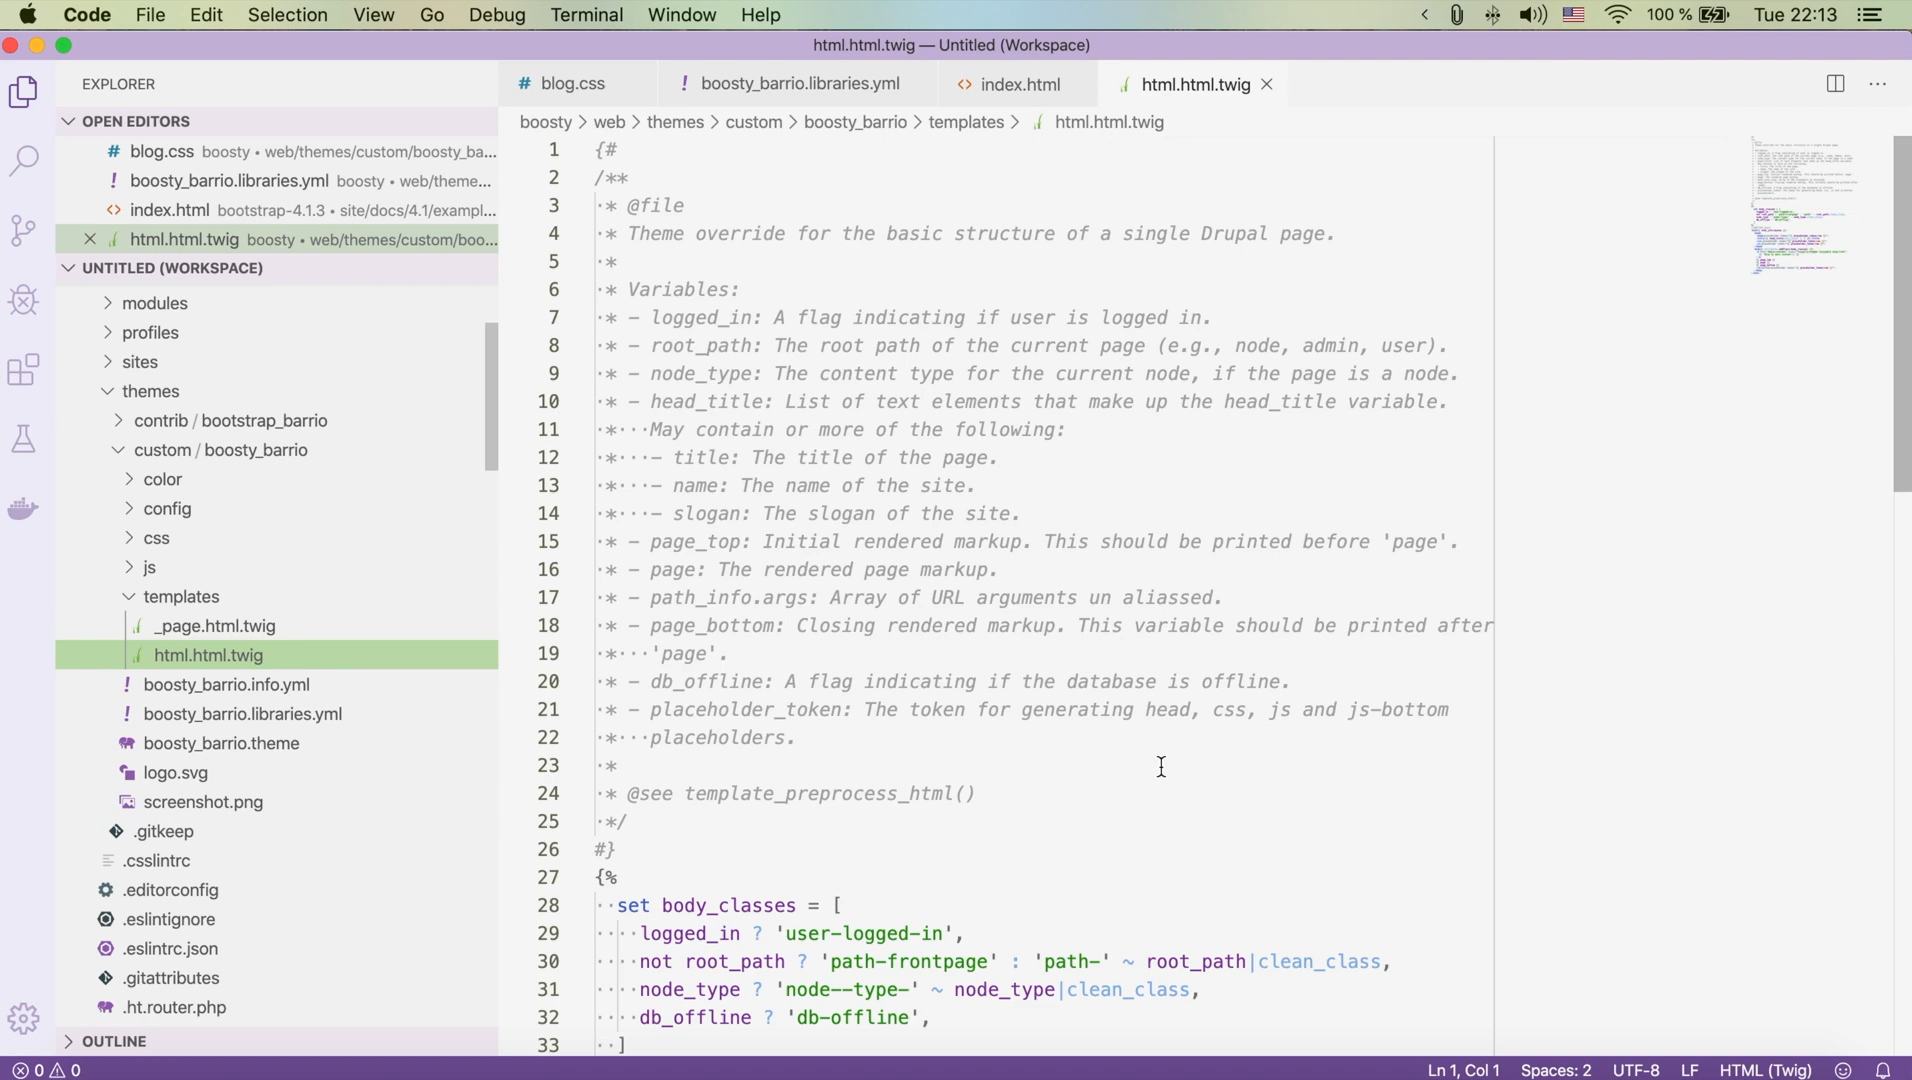 Code File Edit Selection View Go Debug Terminal Window Help 100 % Tue 22:13
html.html.twig — Untitled (Workspace)
EXPLORER
OPEN EDITORS
# blog.css boosty • web/themes/custom/boosty_ba...
! boosty_barrio.libraries.yml boosty • web/theme...
<> index.html bootstrap-4.1.3 • site/docs/4.1/exampl...
html.html.twig boosty • web/themes/custom/boo...
UNTITLED (WORKSPACE)
modules
profiles
sites
themes
contrib / bootstrap_barrio
custom / boosty_barrio
color
config
css
js
templates
_page.html.twig
html.html.twig
! boosty_barrio.info.yml
! boosty_barrio.libraries.yml
boosty_barrio.theme
logo.svg
screenshot.png
.gitkeep
.csslintrc
.editorconfig
.eslintignore
.eslintrc.json
.gitattributes
.ht.router.php
OUTLINE
# blog.css ! boosty_barrio.libraries.yml <> index.html html.html.twig
boosty > web > themes > custom > boosty_barrio > templates > html.html.twig
1 {#
2 /**
3 ·* @file
4 ·* Theme override for the basic structure of a single Drupal page.
5 ·*
6 ·* Variables:
7 ·* - logged_in: A flag indicating if user is logged in.
8 ·* - root_path: The root path of the current page (e.g., node, admin, user).
9 ·* - node_type: The content type for the current node, if the page is a node.
10 ·* - head_title: List of text elements that make up the head_title variable.
11 ·*···May contain or more of the following:
12 ·*···- title: The title of the page.
13 ·*···- name: The name of the site.
14 ·*···- slogan: The slogan of the site.
15 ·* - page_top: Initial rendered markup. This should be printed before 'page'.
16 ·* - page: The rendered page markup.
17 ·* - path_info.args: Array of URL arguments un aliassed.
18 ·* - page_bottom: Closing rendered markup. This variable should be printed after
19 ·*···'page'.
20 ·* - db_offline: A flag indicating if the database is offline.
21 ·* - placeholder_token: The token for generating head, css, js and js-bottom
22 ·*···placeholders.
23 ·*
24 ·* @see template_preprocess_html()
25 ·*/
26 #}
27 {%
28 ··set body_classes = [
29 ····logged_in ? 'user-logged-in',
30 ····not root_path ? 'path-frontpage' : 'path-' ~ root_path|clean_class,
31 ····node_type ? 'node--type-' ~ node_type|clean_class,
32 ····db_offline ? 'db-offline',
33 ··]
0 0 Ln 1, Col 1 Spaces: 2 UTF-8 LF HTML (Twig)